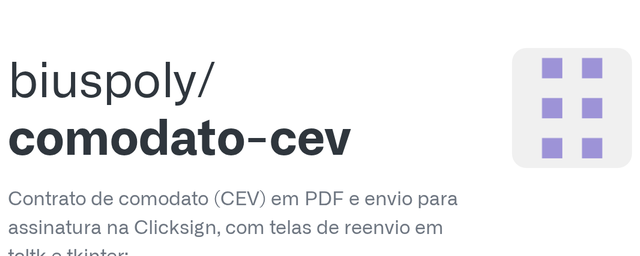 biuspoly/
comodato-cev
Contrato de comodato (CEV) em PDF e envio para
assinatura na Clicksign, com telas de reenvio em